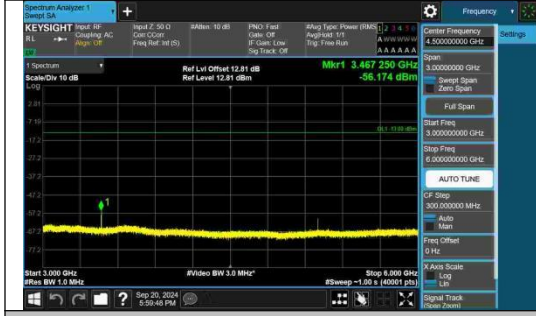 Spectrum Analyzer 1
Swept SA
Frequency
KEYSIGHT
Input: RF
Input Z: 50 Ω
#Atten: 10 dB
PNO: Fast
#Avg Type: Power (RMS)
1 2 3 4 5 6
RL
Coupling: AC
Corr CCorr
Gate: Off
Avg|Hold: 1/1
A W W W W W
Align: Off
Freq Ref: Int (S)
IF Gain: Low
Trig: Free Run
Sig Track: Off
A A A A A A
Center Frequency
4.500000000 GHz
Settings
1 Spectrum
Scale/Div 10 dB
Ref Lvl Offset 12.81 dB
Ref Level 12.81 dBm
Mkr1 3.467 250 GHz
-56.174 dBm
Log
2.81
-7.19
-17.2
-27.2
-37.2
-47.2
-57.2
-67.2
-77.2
DL1 -13.00 dBm
1
Span
3.00000000 GHz
Swept Span
Zero Span
Full Span
Start Freq
3.000000000 GHz
Stop Freq
6.000000000 GHz
AUTO TUNE
CF Step
300.000000 MHz
Auto
Man
Freq Offset
0 Hz
X Axis Scale
Log
Lin
Signal Track
(Span Zoom)
Start 3.000 GHz
#Video BW 3.0 MHz*
Stop 6.000 GHz
#Res BW 1.0 MHz
#Sweep ~1.00 s (40001 pts)
Sep 20, 2024
5:59:48 PM